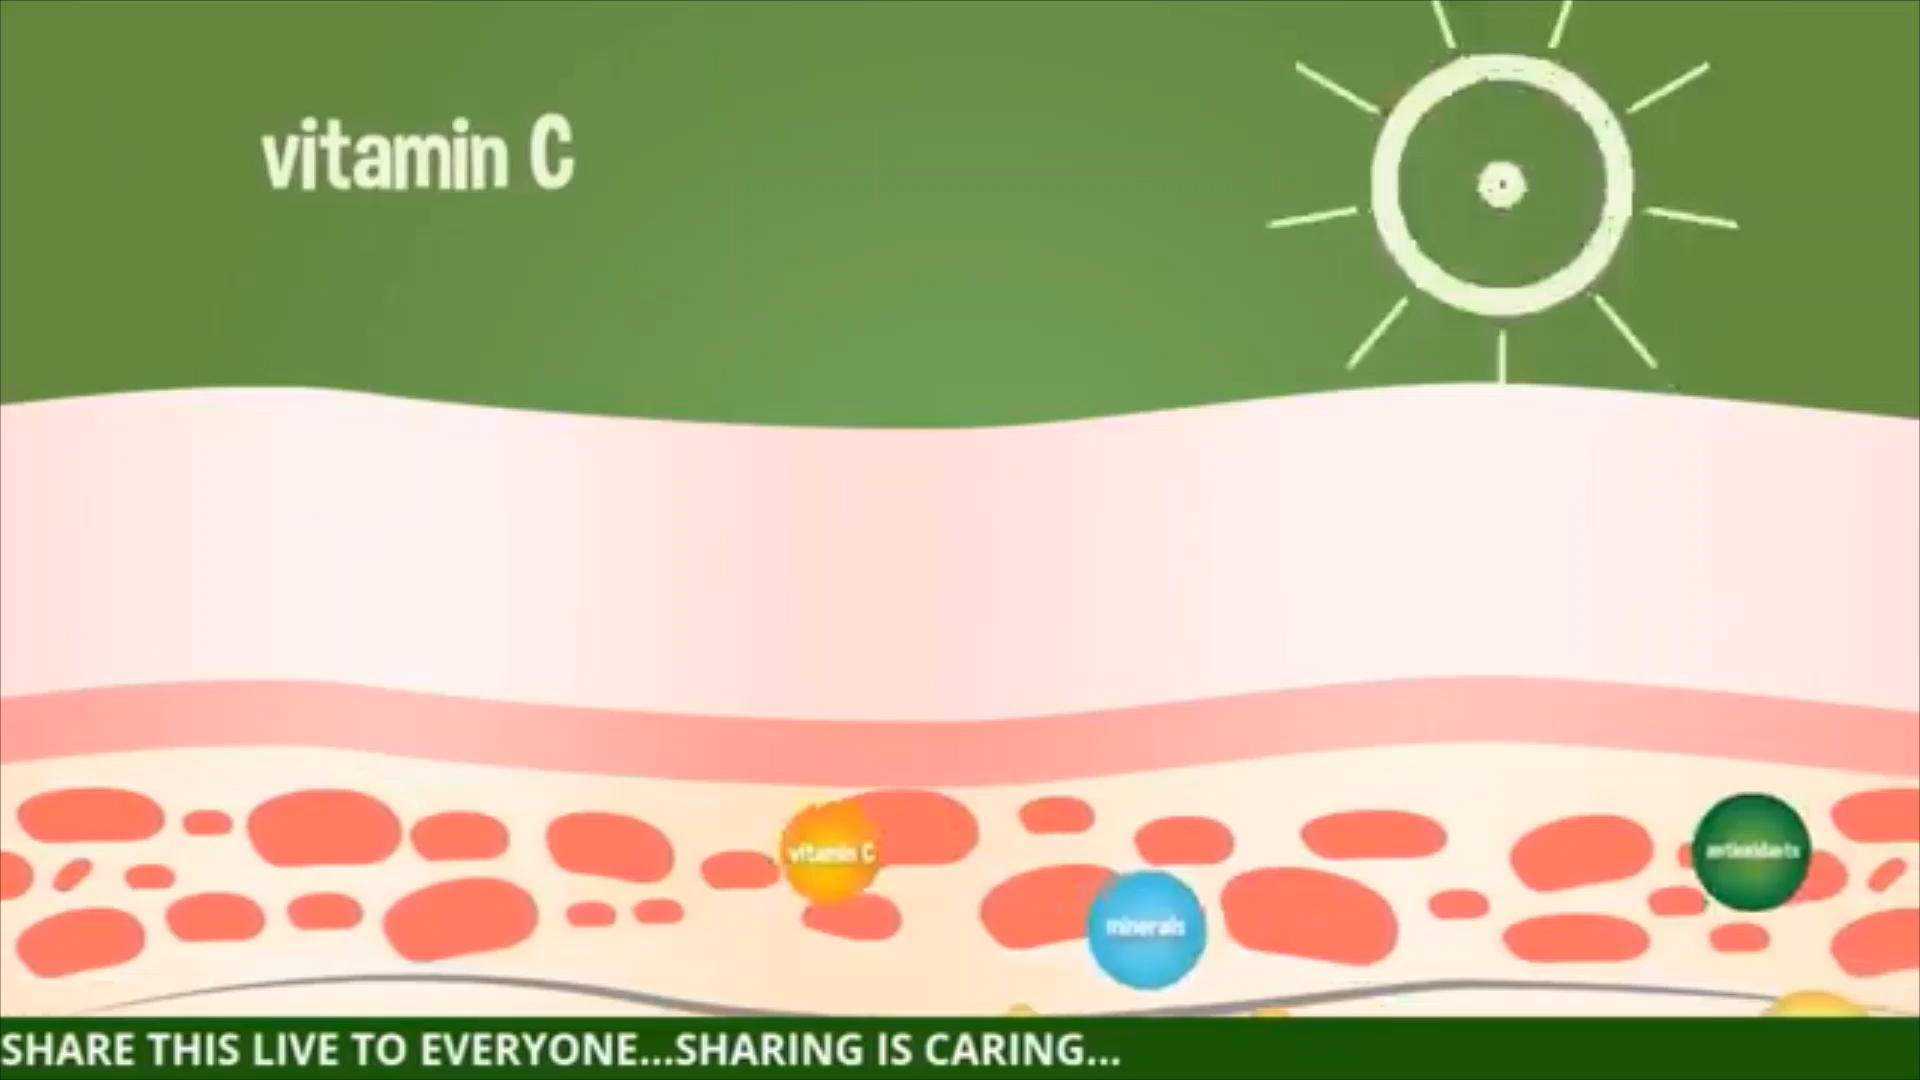 vitamin C
vitamin C
minerals
antioxidants
SHARE THIS LIVE TO EVERYONE...SHARING IS CARING...